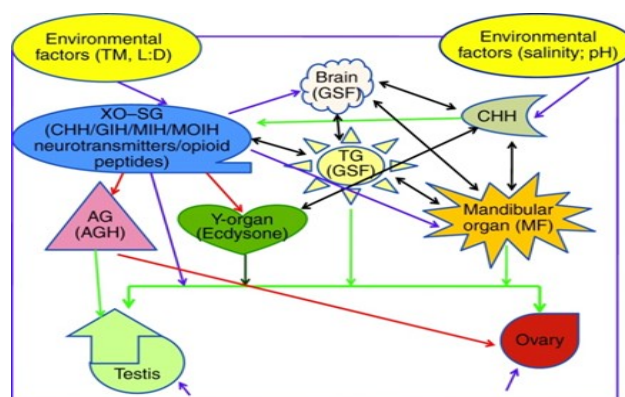 Environmental
factors (TM, L:D)
Environmental
factors (salinity; pH)
Brain
(GSF)
XO–SG
(CHH/GIH/MIH/MOIH
neurotransmitters/opioid
peptides)
CHH
TG
(GSF)
AG
(AGH)
Y-organ
(Ecdysone)
Mandibular
organ (MF)
Testis
Ovary